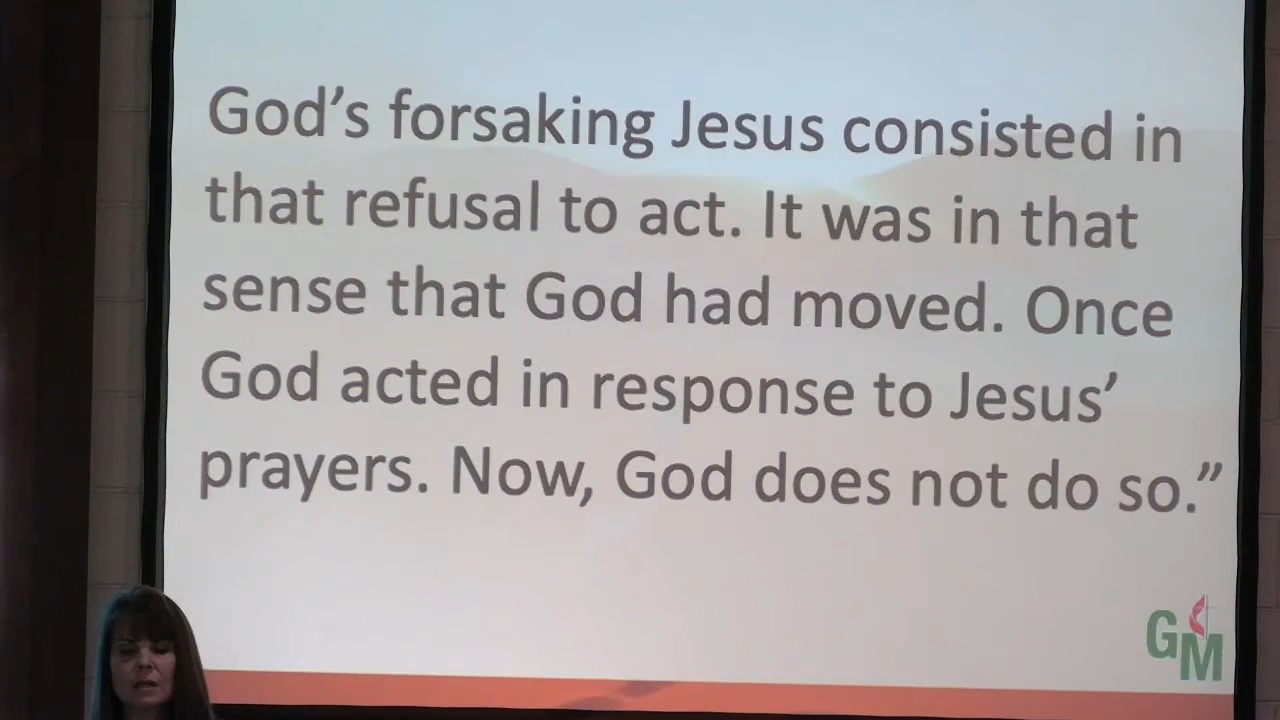 God’s forsaking Jesus consisted in
that refusal to act. It was in that
sense that God had moved. Once
God acted in response to Jesus’
prayers. Now, God does not do so.”
GM